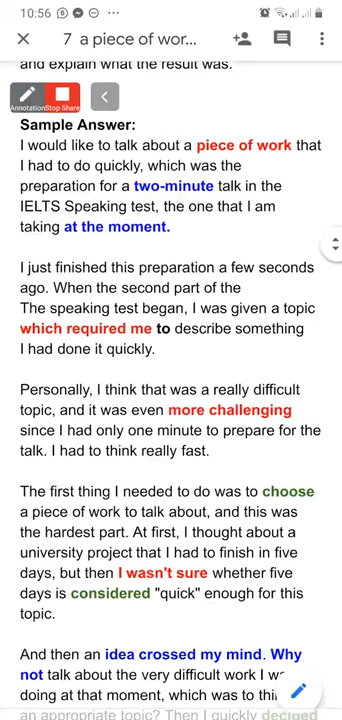 10:56
7 a piece of wor...
and explain what the result was.
Annotation Stop Share
Sample Answer:
I would like to talk about a piece of work that
I had to do quickly, which was the
preparation for a two-minute talk in the
IELTS Speaking test, the one that I am
taking at the moment.
I just finished this preparation a few seconds
ago. When the second part of the
The speaking test began, I was given a topic
which required me to describe something
I had done it quickly.
Personally, I think that was a really difficult
topic, and it was even more challenging
since I had only one minute to prepare for the
talk. I had to think really fast.
The first thing I needed to do was to choose
a piece of work to talk about, and this was
the hardest part. At first, I thought about a
university project that I had to finish in five
days, but then I wasn't sure whether five
days is considered "quick" enough for this
topic.
And then an idea crossed my mind. Why
not talk about the very difficult work I
doing at that moment, which was to
an appropriate topic? Then I quickly decided